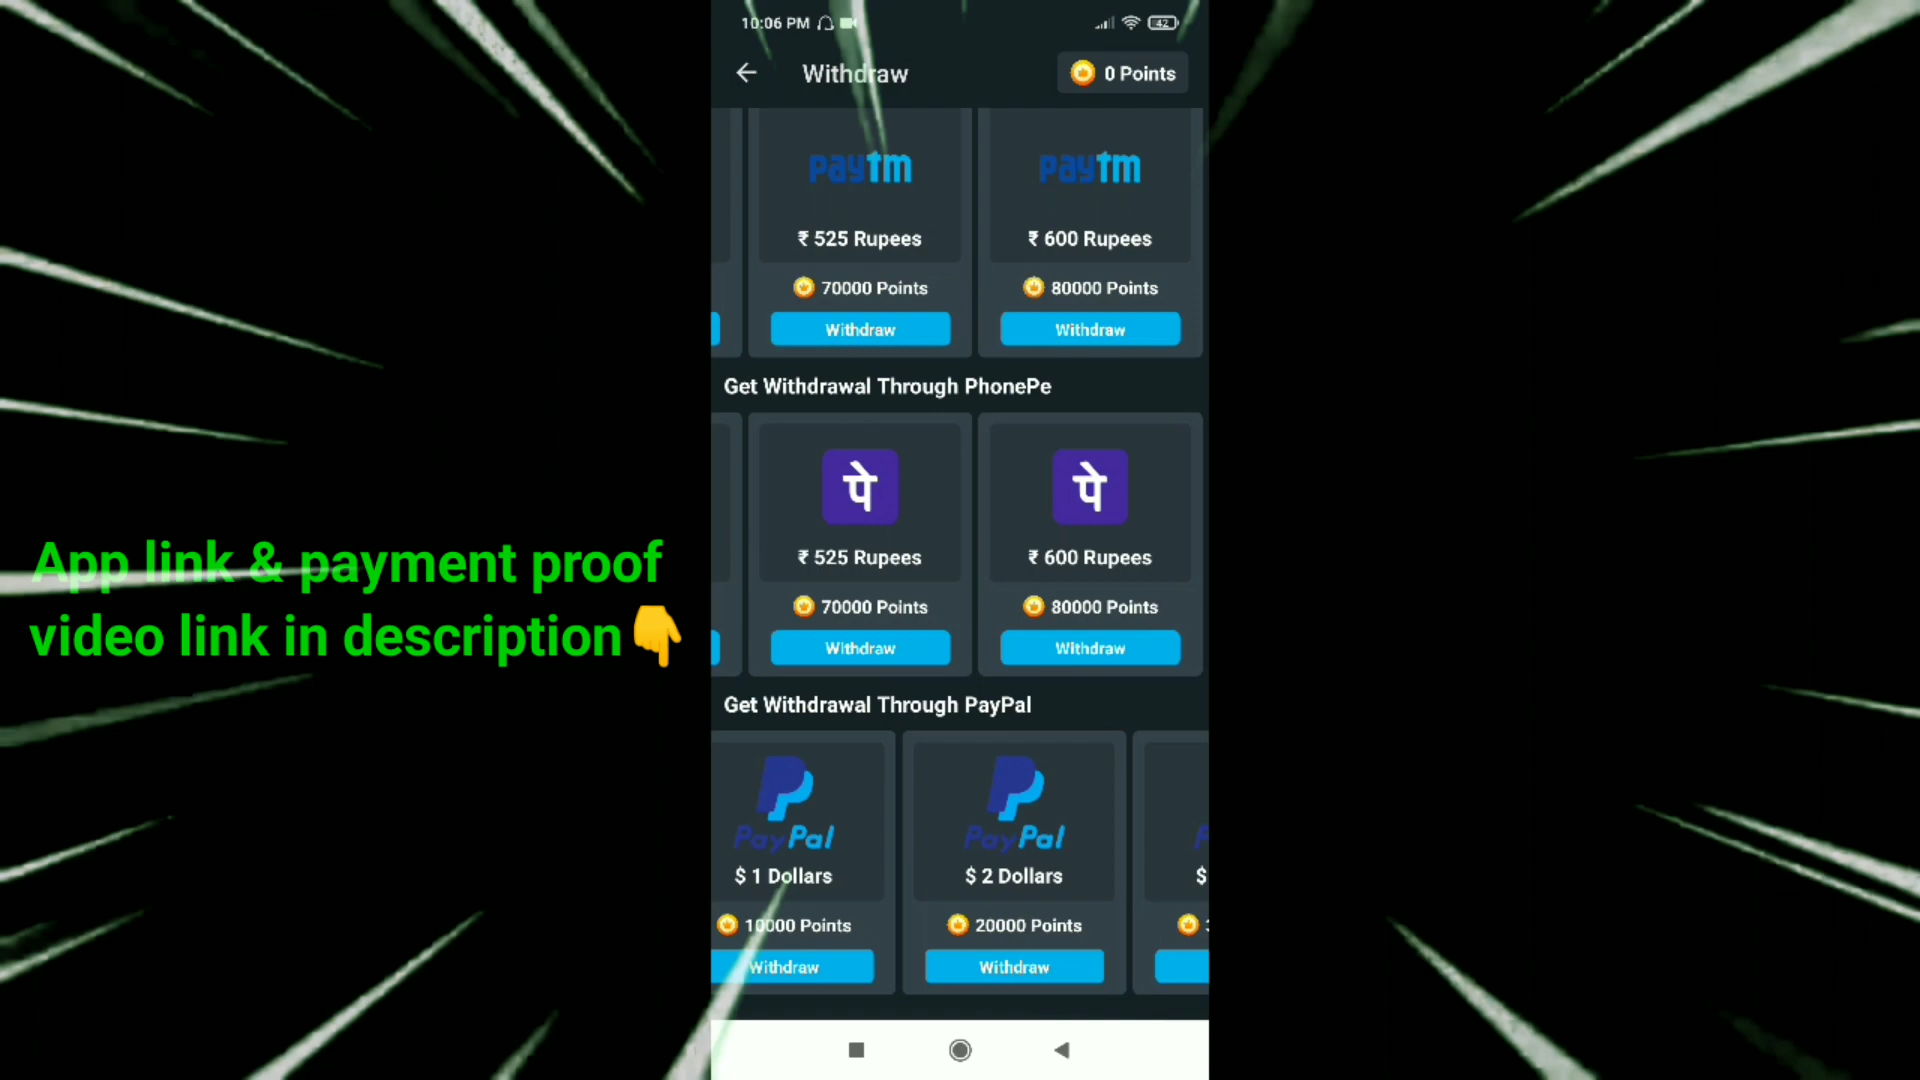 10:06 PM
42
Withdraw
0 Points
paytm
paytm
₹ 525 Rupees
₹ 600 Rupees
70000 Points
80000 Points
Withdraw
Withdraw
Get Withdrawal Through PhonePe
पे
पे
₹ 525 Rupees
₹ 600 Rupees
70000 Points
80000 Points
Withdraw
Withdraw
App link & payment proof
video link in description👇
Get Withdrawal Through PayPal
PayPal
PayPal
$ 1 Dollars
$ 2 Dollars
$
10000 Points
20000 Points
Withdraw
Withdraw